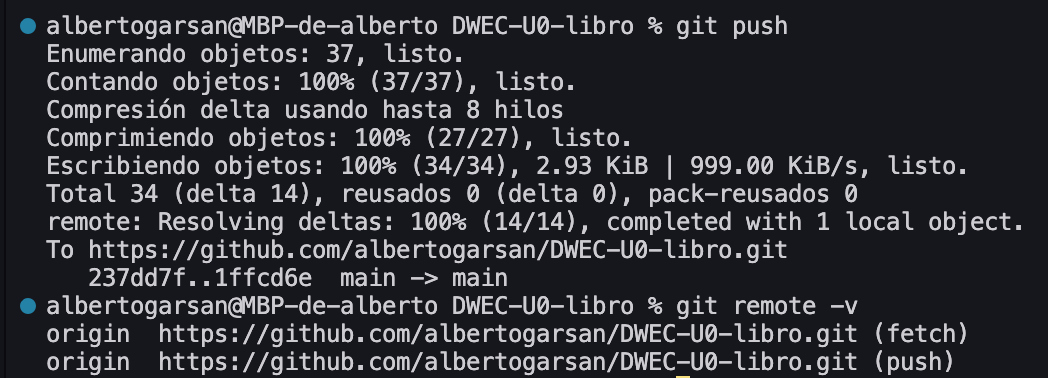 albertogarsan@MBP-de-alberto DWEC-U0-libro % git push
Enumerando objetos: 37, listo.
Contando objetos: 100% (37/37), listo.
Compresión delta usando hasta 8 hilos
Comprimiendo objetos: 100% (27/27), listo.
Escribiendo objetos: 100% (34/34), 2.93 KiB | 999.00 KiB/s, listo.
Total 34 (delta 14), reusados 0 (delta 0), pack-reusados 0
remote: Resolving deltas: 100% (14/14), completed with 1 local object.
To https://github.com/albertogarsan/DWEC-U0-libro.git
   237dd7f..1ffcd6e  main -> main
albertogarsan@MBP-de-alberto DWEC-U0-libro % git remote -v
origin  https://github.com/albertogarsan/DWEC-U0-libro.git (fetch)
origin  https://github.com/albertogarsan/DWEC-U0-libro.git (push)